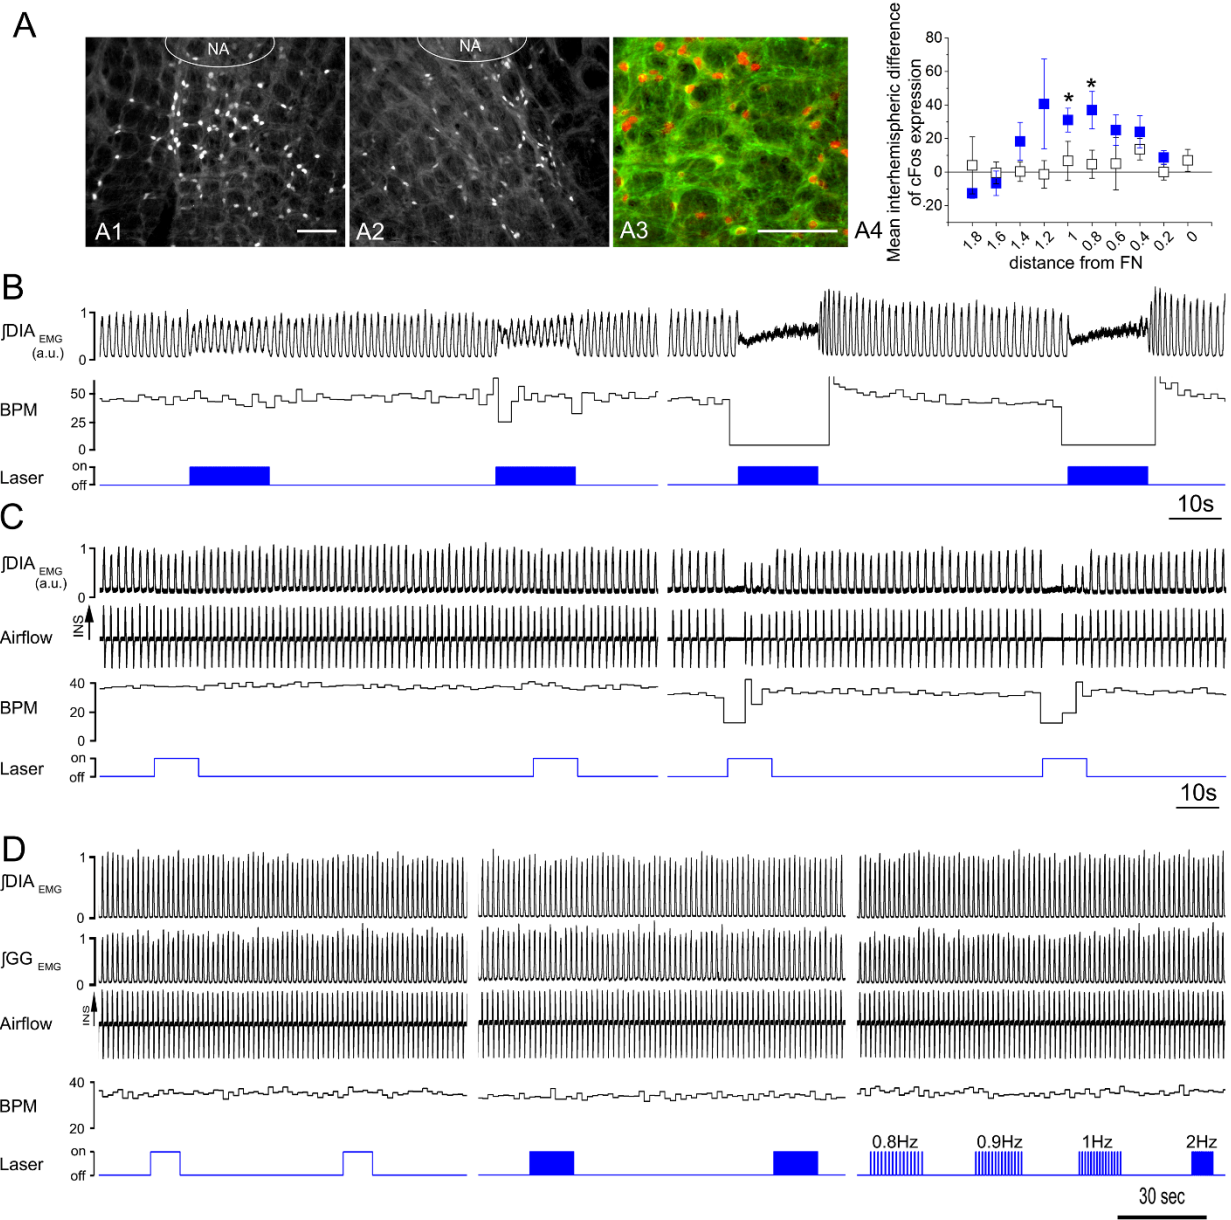 A
NA
NA
A1
A2
A3
A4
Mean interhemispheric difference
of cFos expression
80
60
40
20
0
-20
1.8
1.6
1.4
1.2
1
0.8
0.6
0.4
0.2
0
*
*
distance from FN
B
∫DIA EMG
(a.u.)
1
0
BPM
50
25
0
Laser
on
off
10s
C
∫DIA EMG
(a.u.)
1
0
Airflow
INS
BPM
40
20
0
Laser
on
off
10s
D
∫DIA EMG
1
0
∫GG EMG
1
0
Airflow
INS
BPM
40
20
0.8Hz
0.9Hz
1Hz
2Hz
Laser
on
off
30 sec